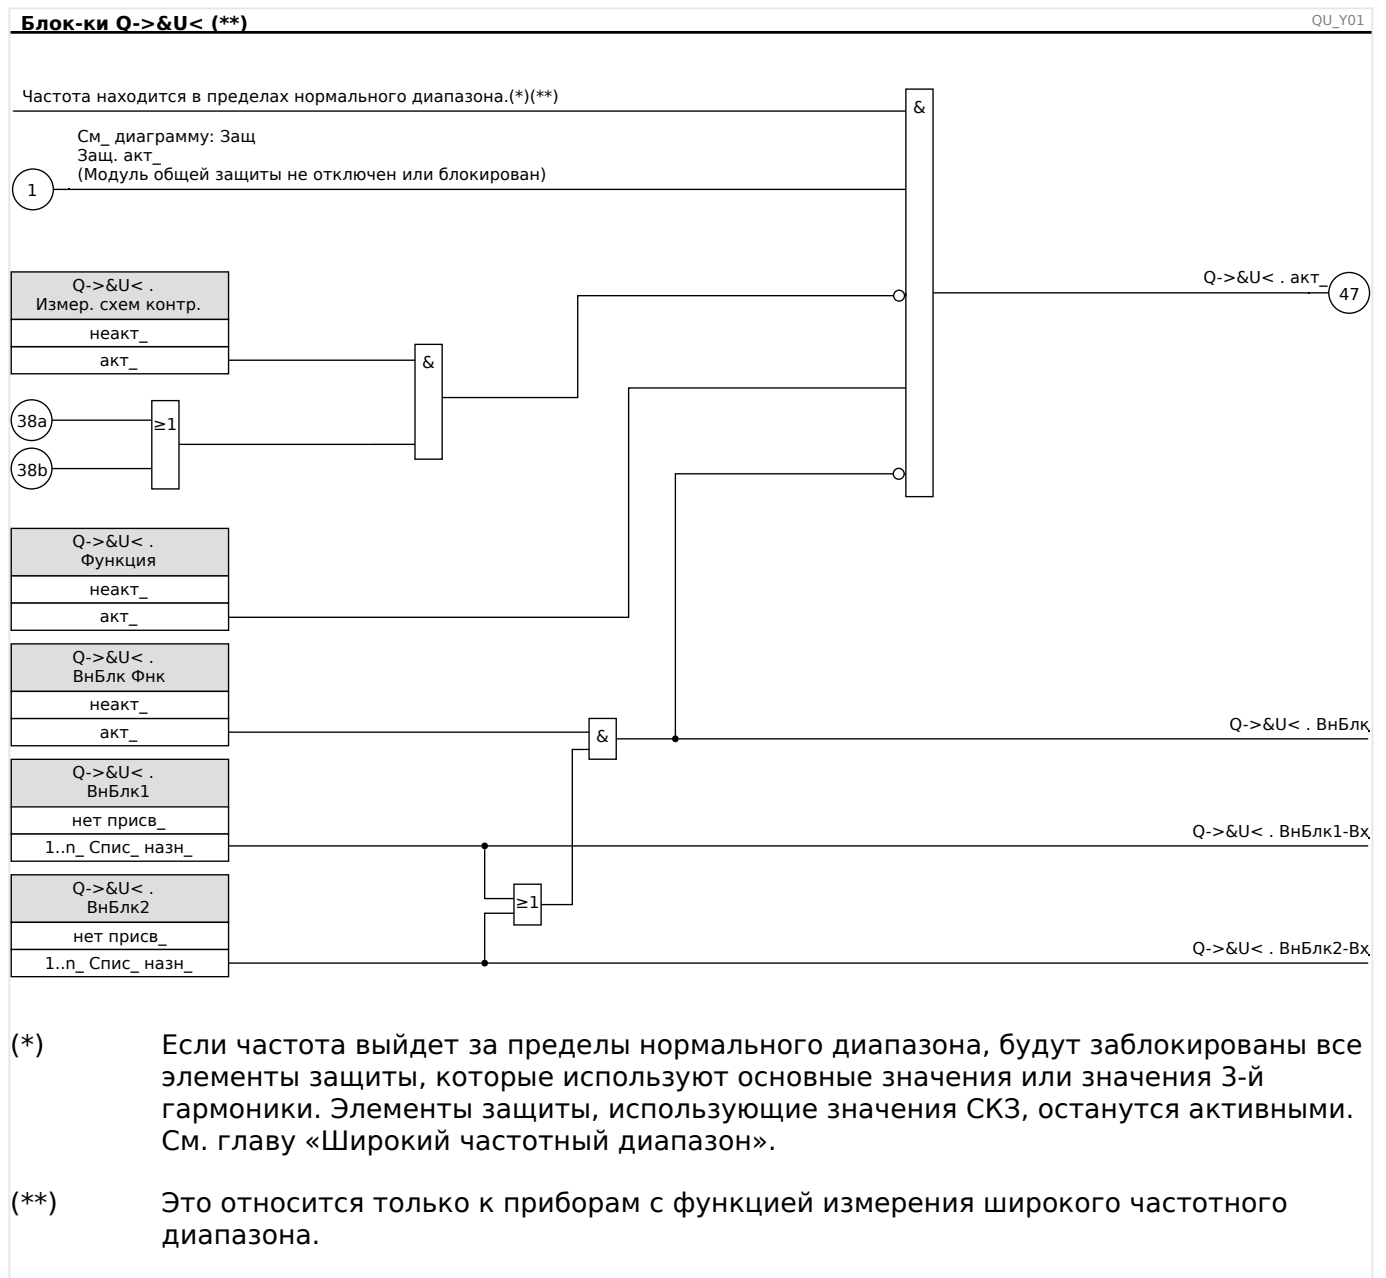 Блок-ки Q->&U< (**)
QU_Y01
Частота находится в пределах нормального диапазона.(*)(**)
&
См_ диаграмму: Защ
Защ. акт_
(Модуль общей защиты не отключен или блокирован)
1
Q->&U< .
Измер. схем контр.
неакт_
акт_
&
Q->&U< . акт_
47
38a
≥1
38b
Q->&U< .
Функция
неакт_
акт_
Q->&U< .
ВнБлк Фнк
неакт_
акт_
&
Q->&U< . ВнБлк
Q->&U< .
ВнБлк1
нет присв_
1..n_ Спис_ назн_
Q->&U< . ВнБлк1-Вх
≥1
Q->&U< .
ВнБлк2
нет присв_
1..n_ Спис_ назн_
Q->&U< . ВнБлк2-Вх
(*) Если частота выйдет за пределы нормального диапазона, будут заблокированы все
элементы защиты, которые используют основные значения или значения 3-й
гармоники. Элементы защиты, использующие значения СКЗ, останутся активными.
См. главу «Широкий частотный диапазон».
(**) Это относится только к приборам с функцией измерения широкого частотного
диапазона.